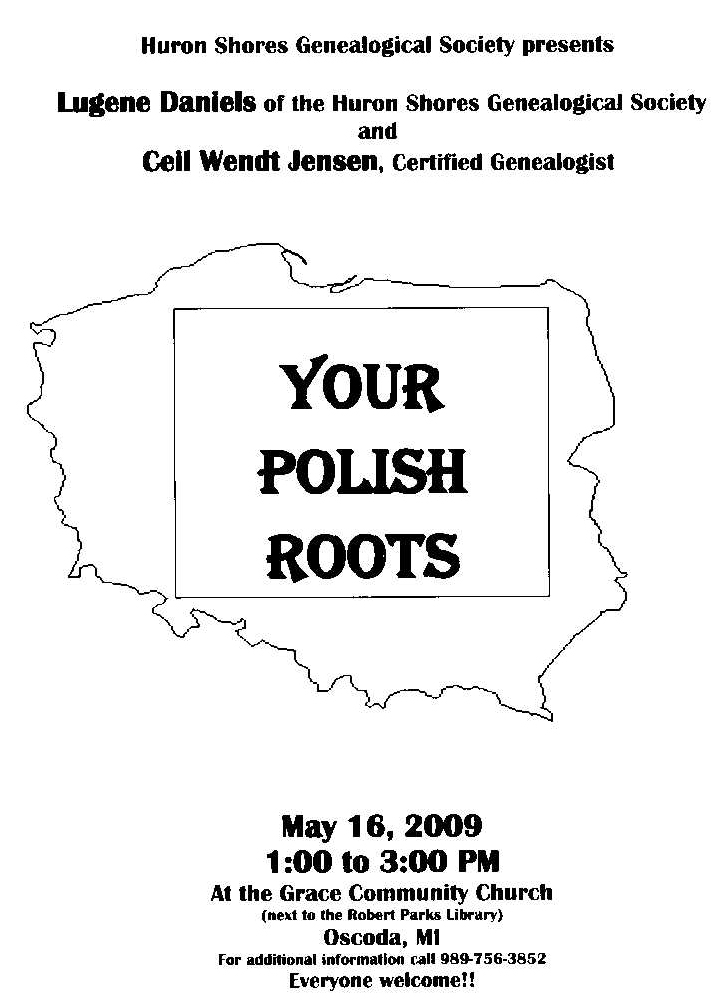 Huron Shores Genealogical Society presents
Lugene Daniels of the Huron Shores Genealogical Society
and
Ceil Wendt Jensen, Certified Genealogist
YOUR
POLISH
ROOTS
May 16, 2009
1:00 to 3:00 PM
At the Grace Community Church
(next to the Robert Parks Library)
Oscoda, MI
For additional information call 989-756-3852
Everyone welcome!!